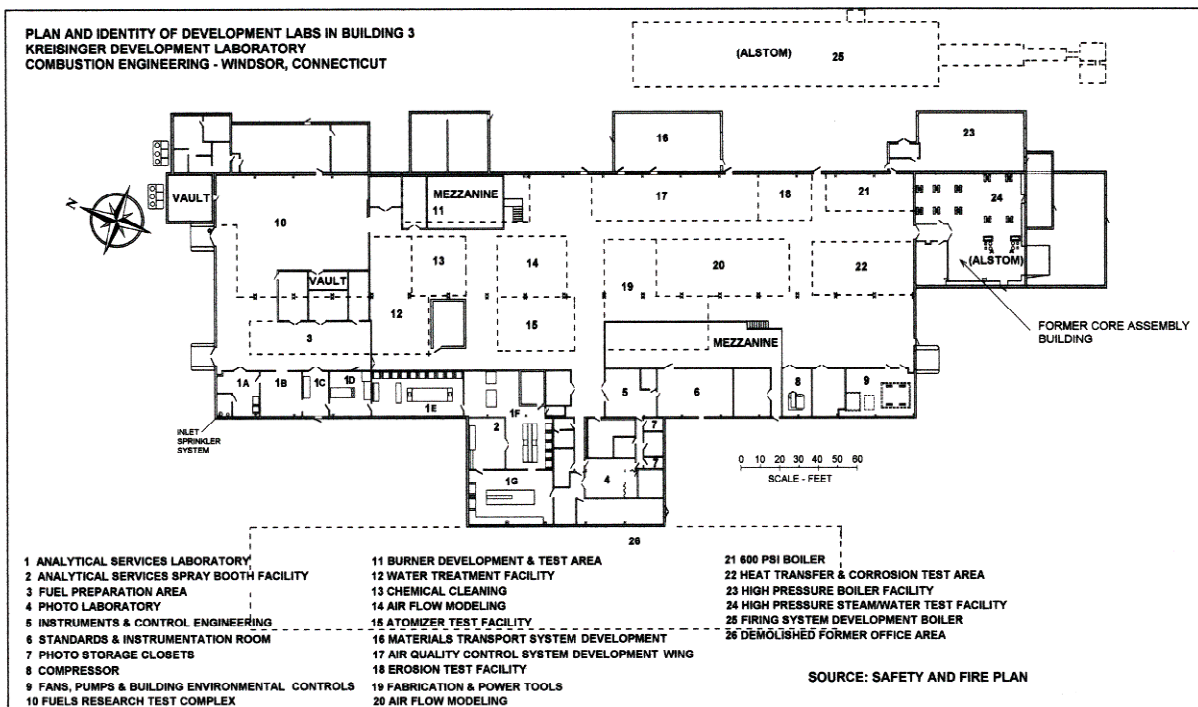 PLAN AND IDENTITY OF DEVELOPMENT LABS IN BUILDING 3
KREISINGER DEVELOPMENT LABORATORY
COMBUSTION ENGINEERING - WINDSOR, CONNECTICUT
(ALSTOM) 25
16
23
N
VAULT
MEZZANINE
11
10
17
18
21
24
(ALSTOM)
13
14
20
22
VAULT
12
19
15
3
FORMER CORE ASSEMBLY
BUILDING
MEZZANINE
1A
1B
1C
1D
1E
1F
5
6
8
9
INLET
SPRINKLER
SYSTEM
2
7
7
1G
4
0 10 20 30 40 50 60
SCALE - FEET
26
1 ANALYTICAL SERVICES LABORATORY
2 ANALYTICAL SERVICES SPRAY BOOTH FACILITY
3 FUEL PREPARATION AREA
4 PHOTO LABORATORY
5 INSTRUMENTS & CONTROL ENGINEERING
6 STANDARDS & INSTRUMENTATION ROOM
7 PHOTO STORAGE CLOSETS
8 COMPRESSOR
9 FANS, PUMPS & BUILDING ENVIRONMENTAL CONTROLS
10 FUELS RESEARCH TEST COMPLEX
11 BURNER DEVELOPMENT & TEST AREA
12 WATER TREATMENT FACILITY
13 CHEMICAL CLEANING
14 AIR FLOW MODELING
15 ATOMIZER TEST FACILITY
16 MATERIALS TRANSPORT SYSTEM DEVELOPMENT
17 AIR QUALITY CONTROL SYSTEM DEVELOPMENT WING
18 EROSION TEST FACILITY
19 FABRICATION & POWER TOOLS
20 AIR FLOW MODELING
21 600 PSI BOILER
22 HEAT TRANSFER & CORROSION TEST AREA
23 HIGH PRESSURE BOILER FACILITY
24 HIGH PRESSURE STEAM/WATER TEST FACILITY
25 FIRING SYSTEM DEVELOPMENT BOILER
26 DEMOLISHED FORMER OFFICE AREA
SOURCE: SAFETY AND FIRE PLAN